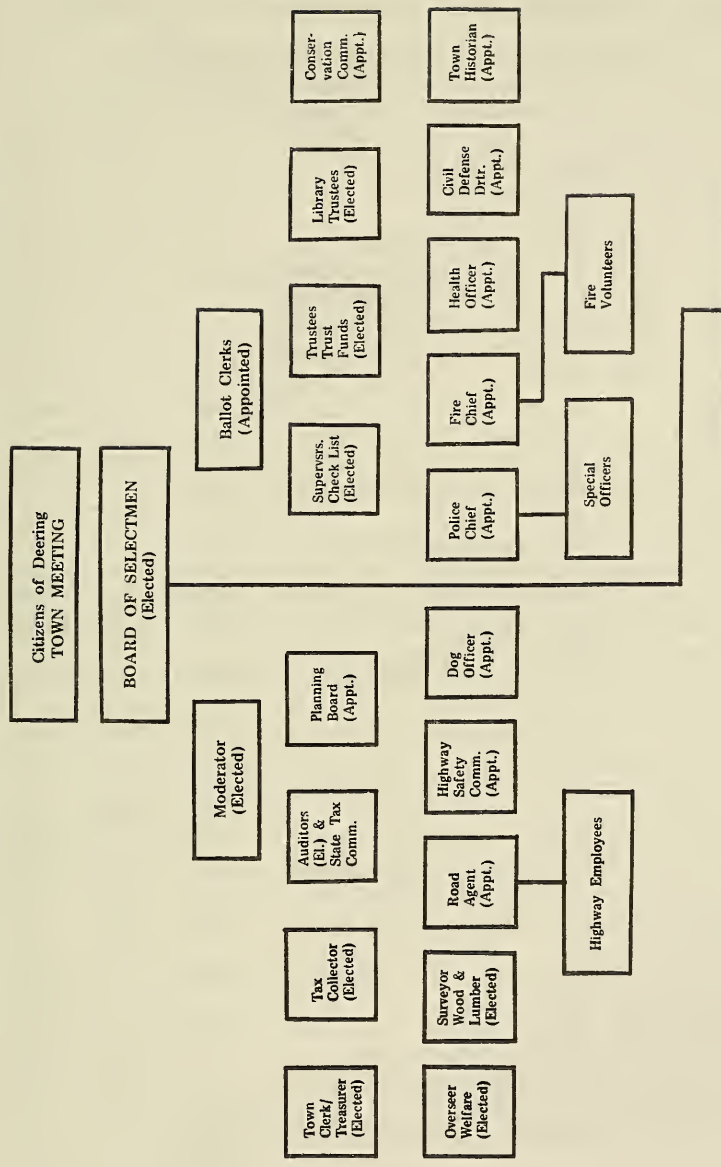 Citizens of Deering
TOWN MEETING
BOARD OF SELECTMEN
(Elected)
Moderator
(Elected)
Ballot Clerks
(Appointed)
Town
Clerk/
Treasurer
(Elected)
Tax
Collector
(Elected)
Auditors
(El.) &
State Tax
Comm.
Planning
Board
(Appt.)
Supervsrs.
Check List
(Elected)
Trustees
Trust
Funds
(Elected)
Library
Trustees
(Elected)
Conser-
vation
Comm.
(Appt.)
Overseer
Welfare
(Elected)
Surveyor
Wood &
Lumber
(Elected)
Road
Agent
(Appt.)
Highway
Safety
Comm.
(Appt.)
Dog
Officer
(Appt.)
Police
Chief
(Appt.)
Fire
Chief
(Appt.)
Health
Officer
(Appt.)
Civil
Defense
Drtr.
(Appt.)
Town
Historian
(Appt.)
Highway Employees
Special
Officers
Fire
Volunteers